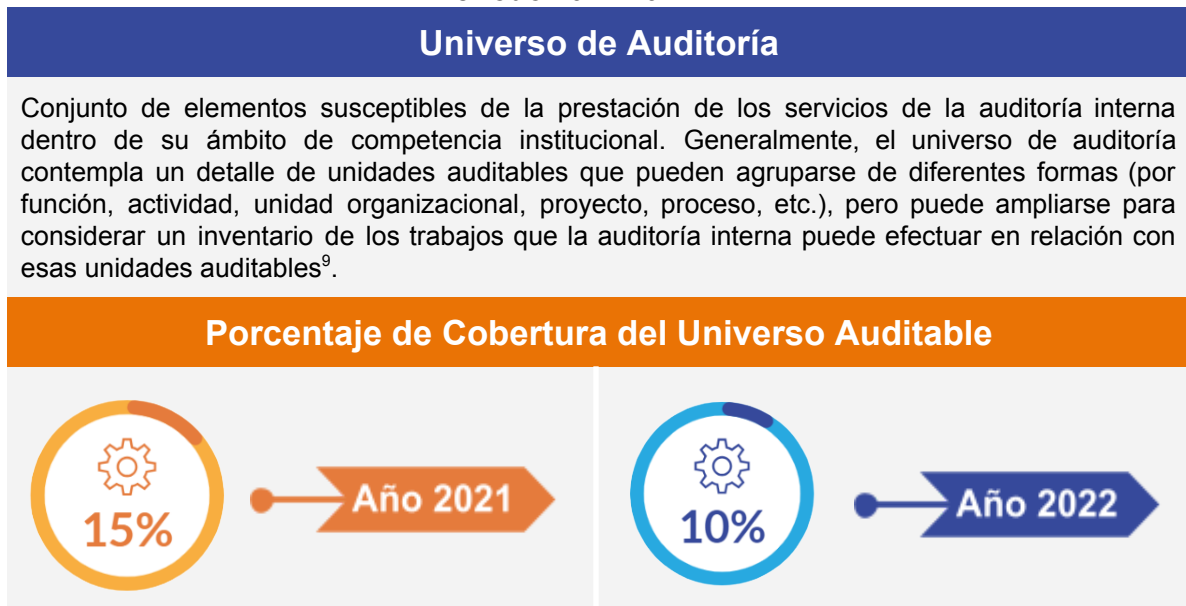 Universo de Auditoría
Conjunto de elementos susceptibles de la prestación de los servicios de la auditoría interna
dentro de su ámbito de competencia institucional. Generalmente, el universo de auditoría
contempla un detalle de unidades auditables que pueden agruparse de diferentes formas (por
función, actividad, unidad organizacional, proyecto, proceso, etc.), pero puede ampliarse para
considerar un inventario de los trabajos que la auditoría interna puede efectuar en relación con
esas unidades auditables⁹.
Porcentaje de Cobertura del Universo Auditable
15%
Año 2021
10%
Año 2022